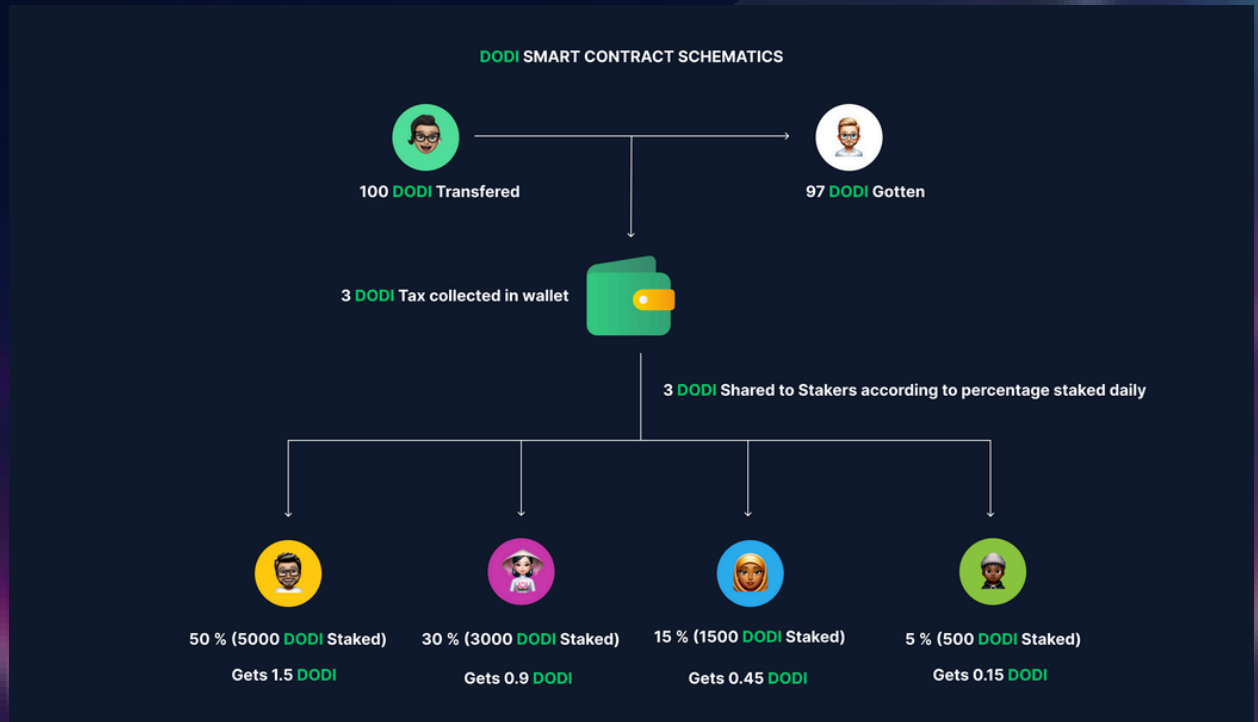 DODI SMART CONTRACT SCHEMATICS
100 DODI Transfered
97 DODI Gotten
3 DODI Tax collected in wallet
3 DODI Shared to Stakers according to percentage staked daily
50 % (5000 DODI Staked)
Gets 1.5 DODI
30 % (3000 DODI Staked)
Gets 0.9 DODI
15 % (1500 DODI Staked)
Gets 0.45 DODI
5 % (500 DODI Staked)
Gets 0.15 DODI